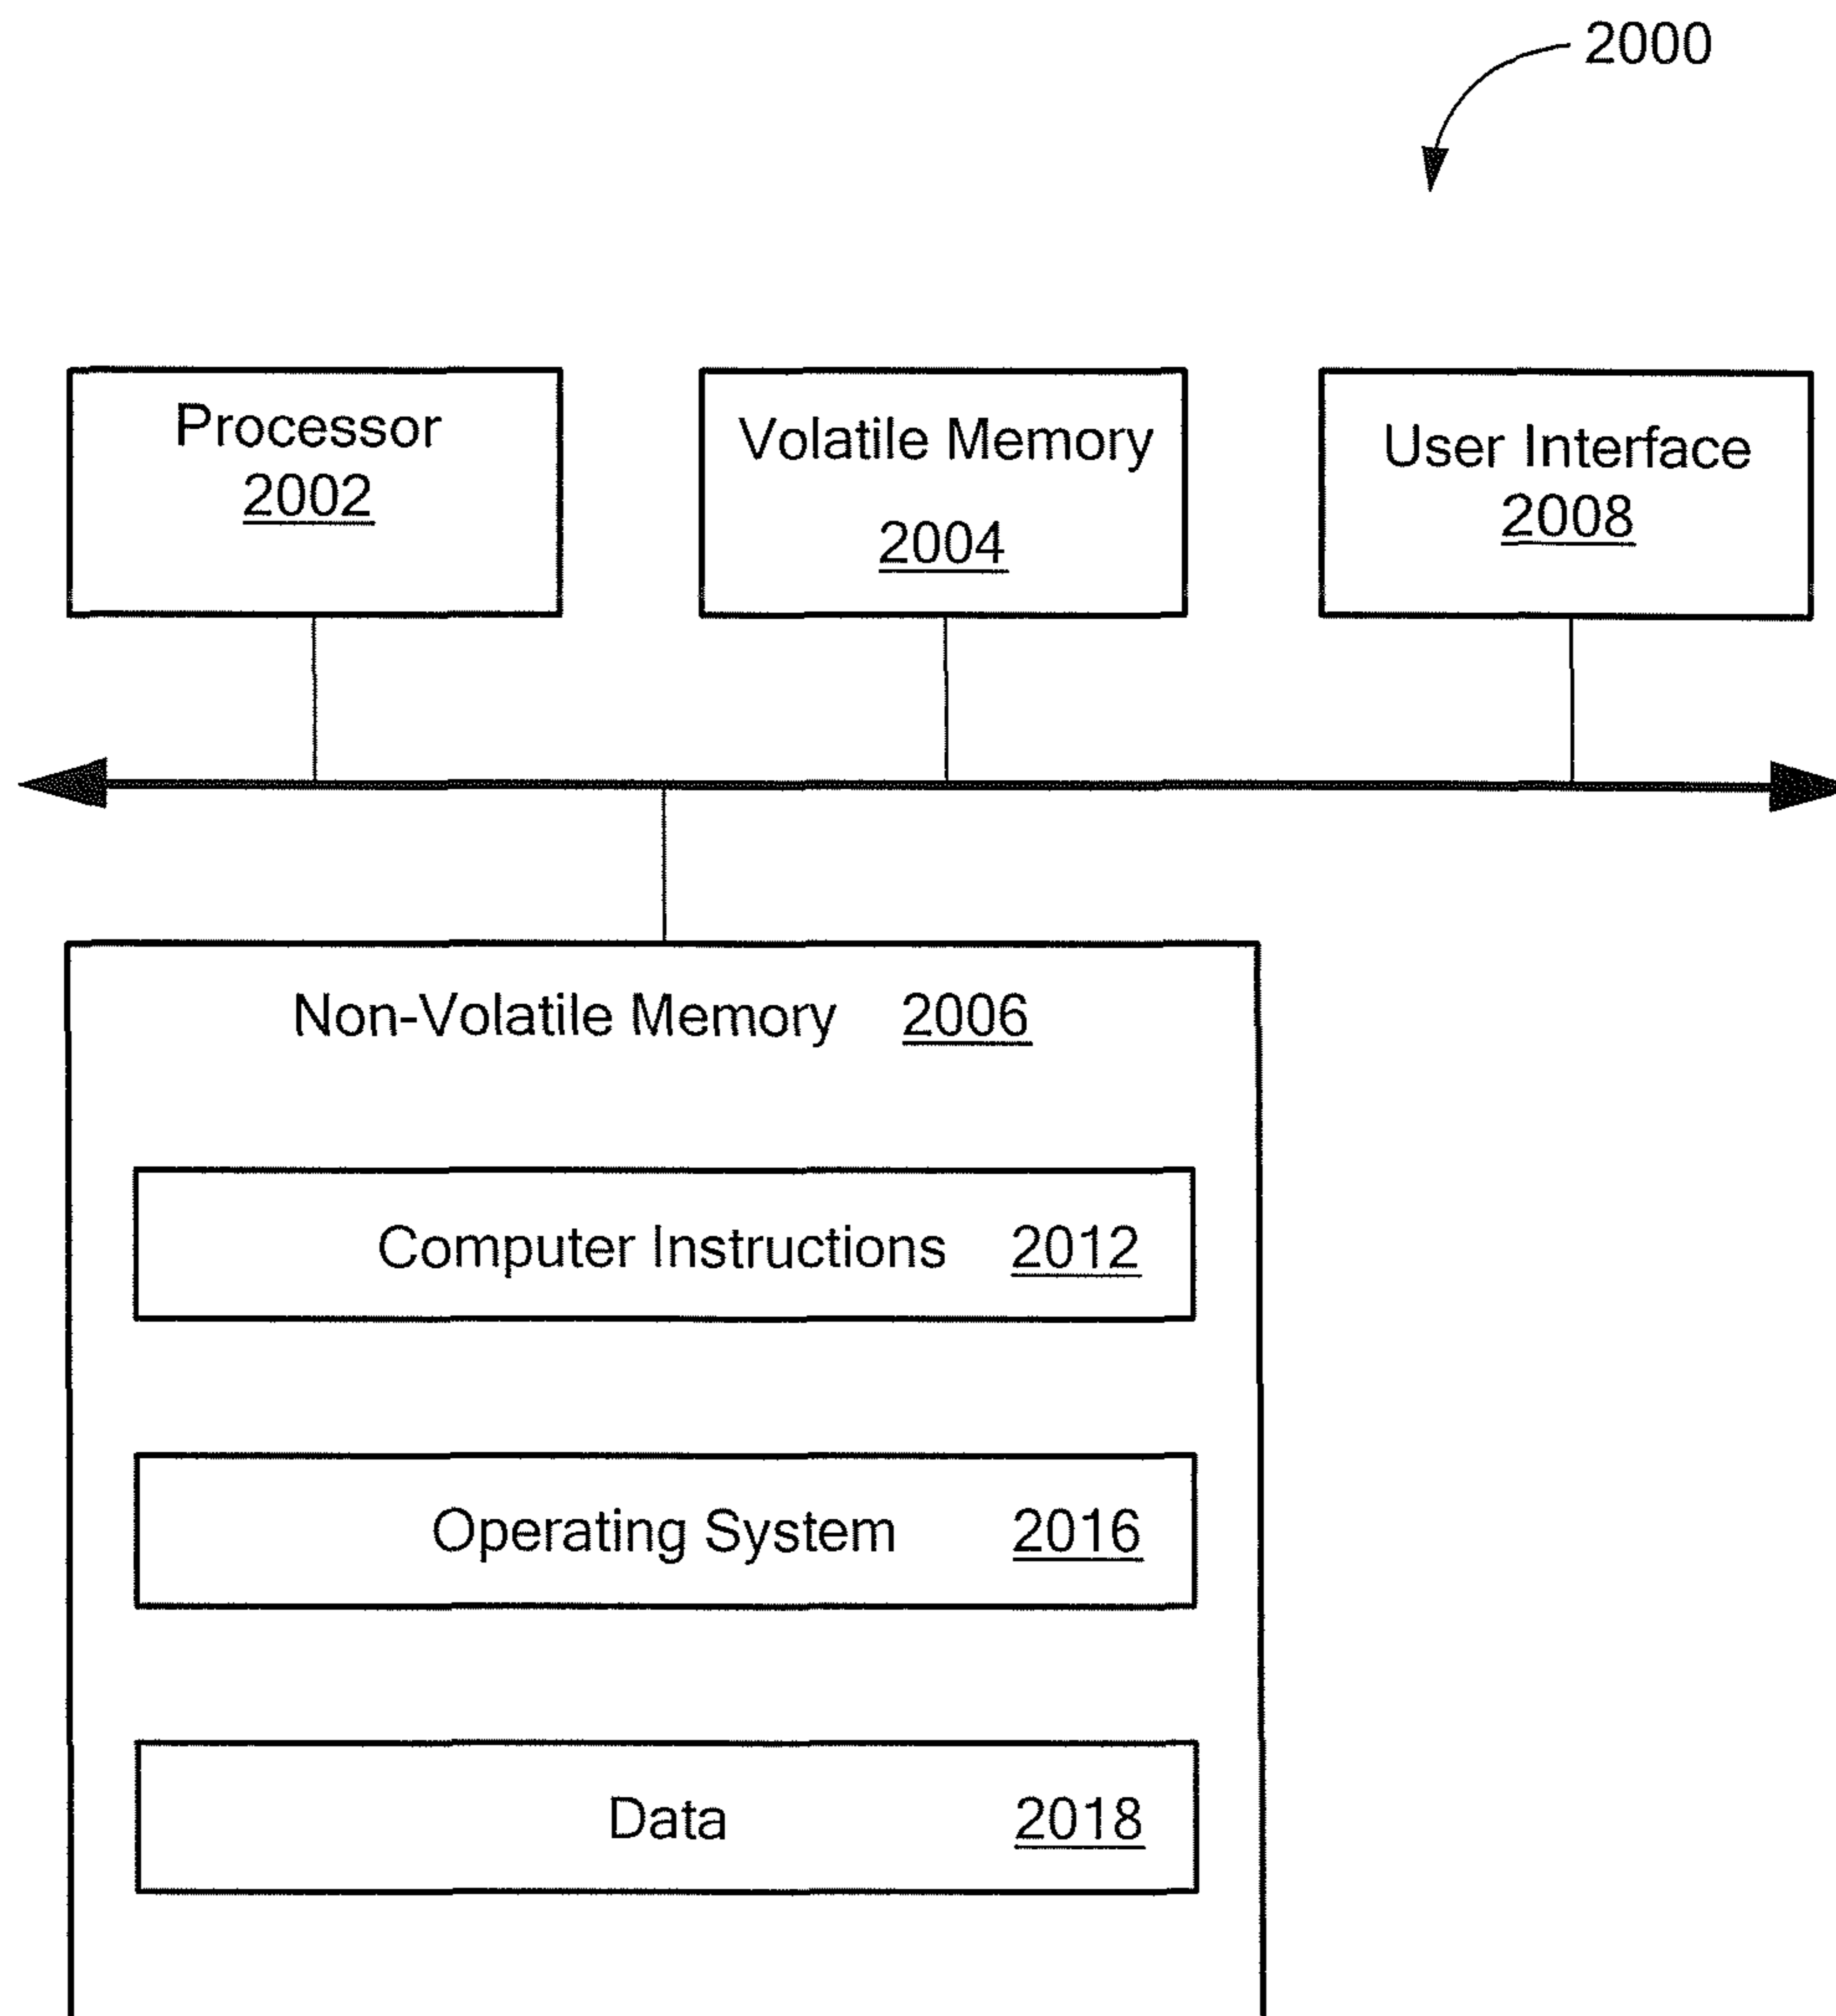 2000
Processor
2002
Volatile Memory
2004
User Interface
2008
Non-Volatile Memory 2006
Computer Instructions 2012
Operating System 2016
Data 2018